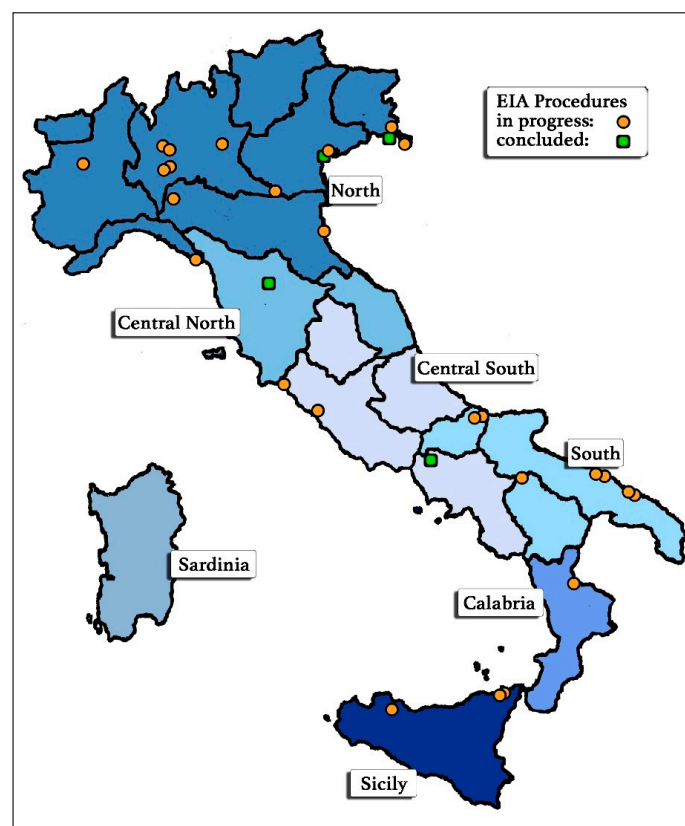 EIA Procedures
in progress:
concluded:
North
Central North
Central South
South
Sardinia
Calabria
Sicily